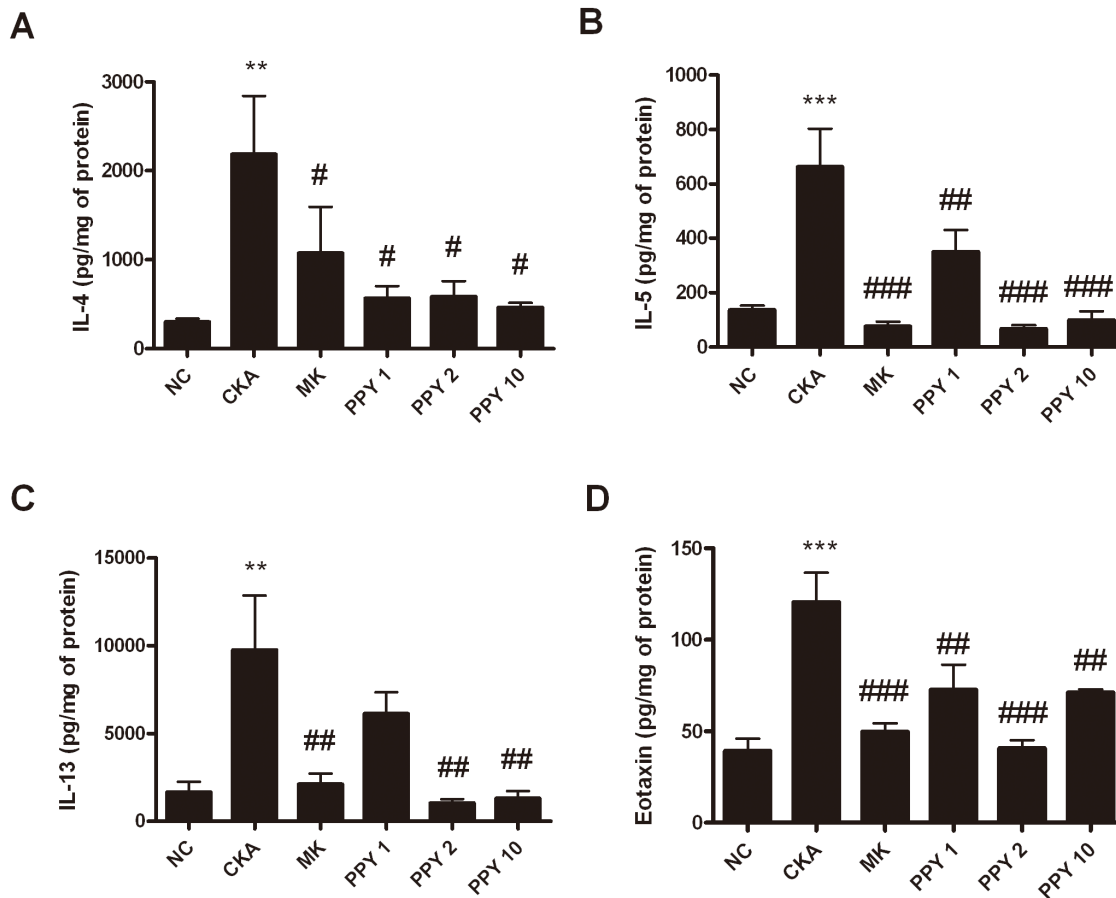 A
**
3000
2000
1000
0
IL-4 (pg/mg of protein)
#
#
#
#
NC
CKA
MK
PPY 1
PPY 2
PPY 10
B
***
1000
800
600
400
200
0
IL-5 (pg/mg of protein)
##
###
###
###
NC
CKA
MK
PPY 1
PPY 2
PPY 10
C
**
15000
10000
5000
0
IL-13 (pg/mg of protein)
##
##
##
NC
CKA
MK
PPY 1
PPY 2
PPY 10
D
***
150
100
50
0
Eotaxin (pg/mg of protein)
###
##
###
##
NC
CKA
MK
PPY 1
PPY 2
PPY 10